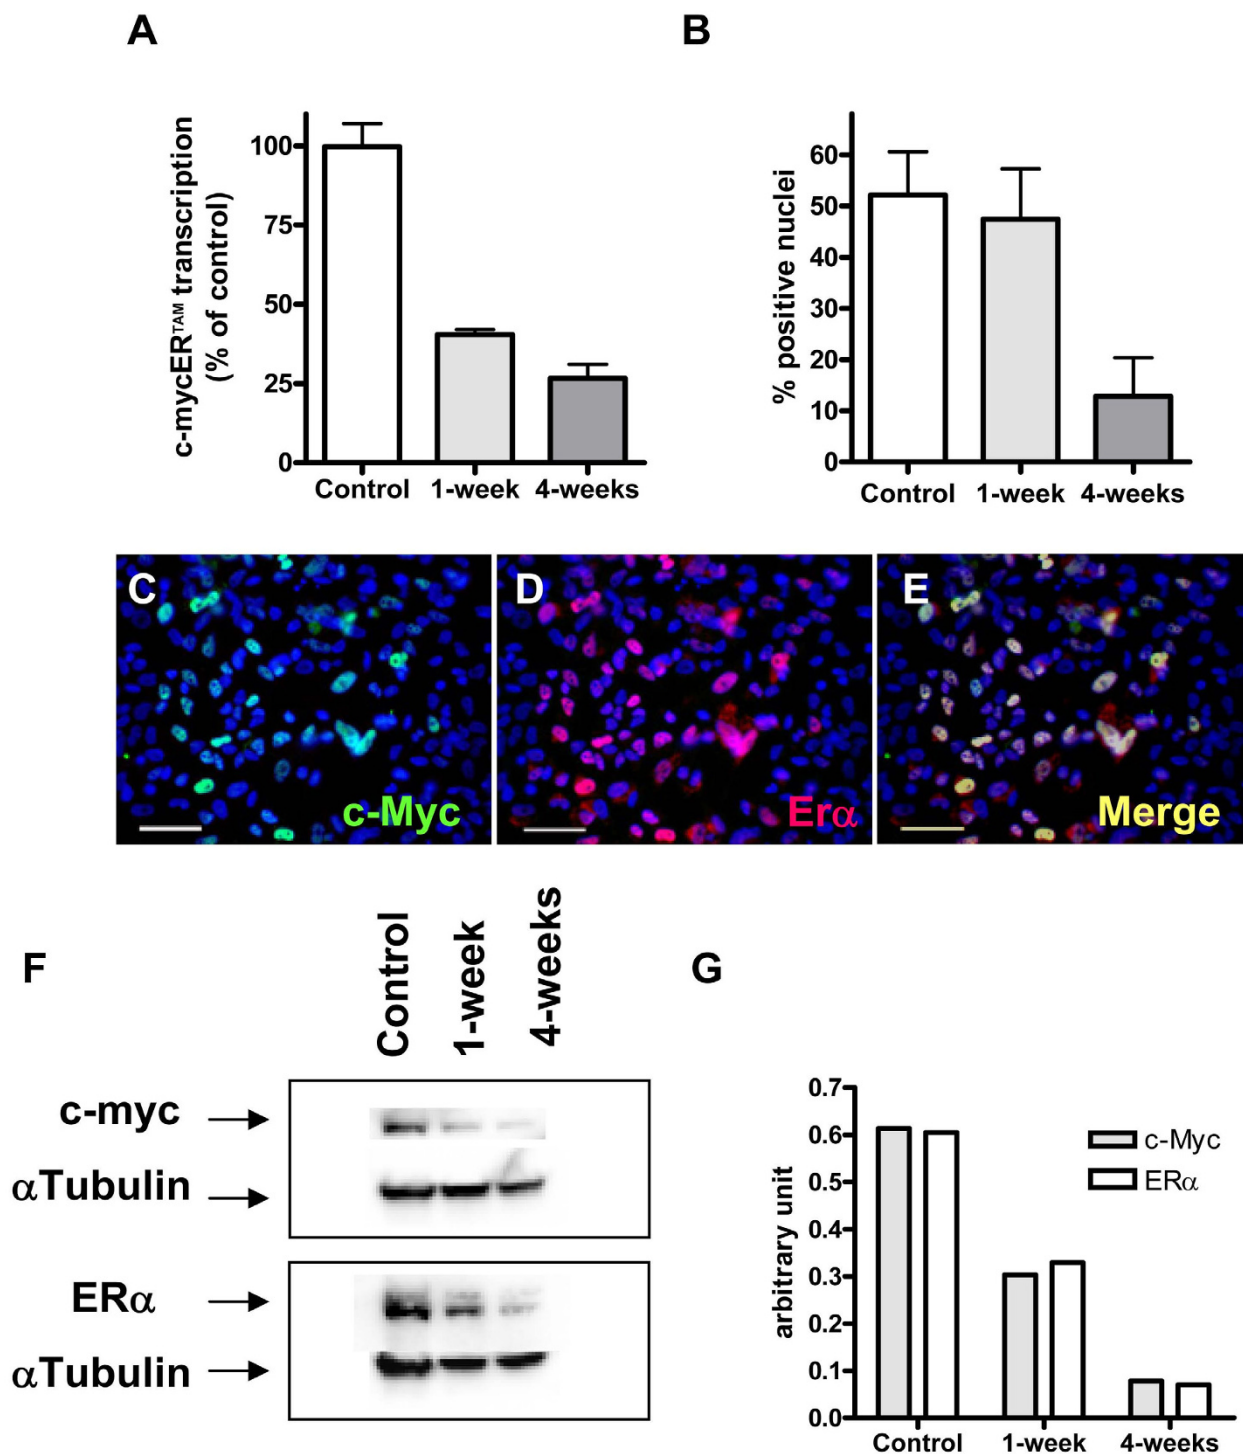 A
B
c-mycERTAM transcription
(% of control)
100
75
50
25
0
Control 1-week 4-weeks
% positive nuclei
60
50
40
30
20
10
0
Control 1-week 4-weeks
C
c-Myc
D
Erα
E
Merge
F
Control
1-week
4-weeks
c-myc
αTubulin
ERα
αTubulin
G
arbitrary unit
0.7
0.6
0.5
0.4
0.3
0.2
0.1
0.0
c-Myc
ERα
Control 1-week 4-weeks